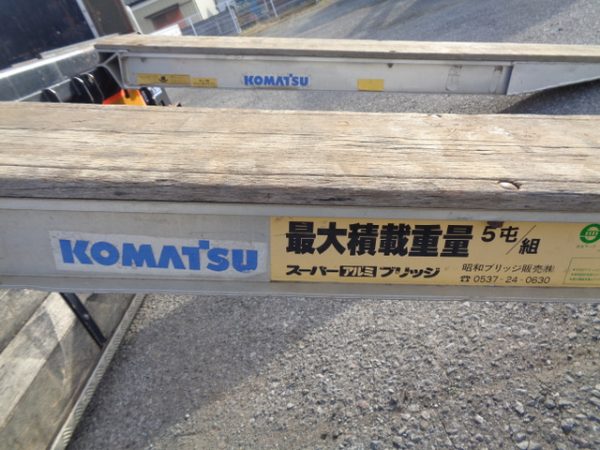 KOMATSU
KOMATSU
最大積載重量 5屯/組
スーパーアルミブリッジ
昭和ブリッジ販売㈱
☎ 0537-24-0630